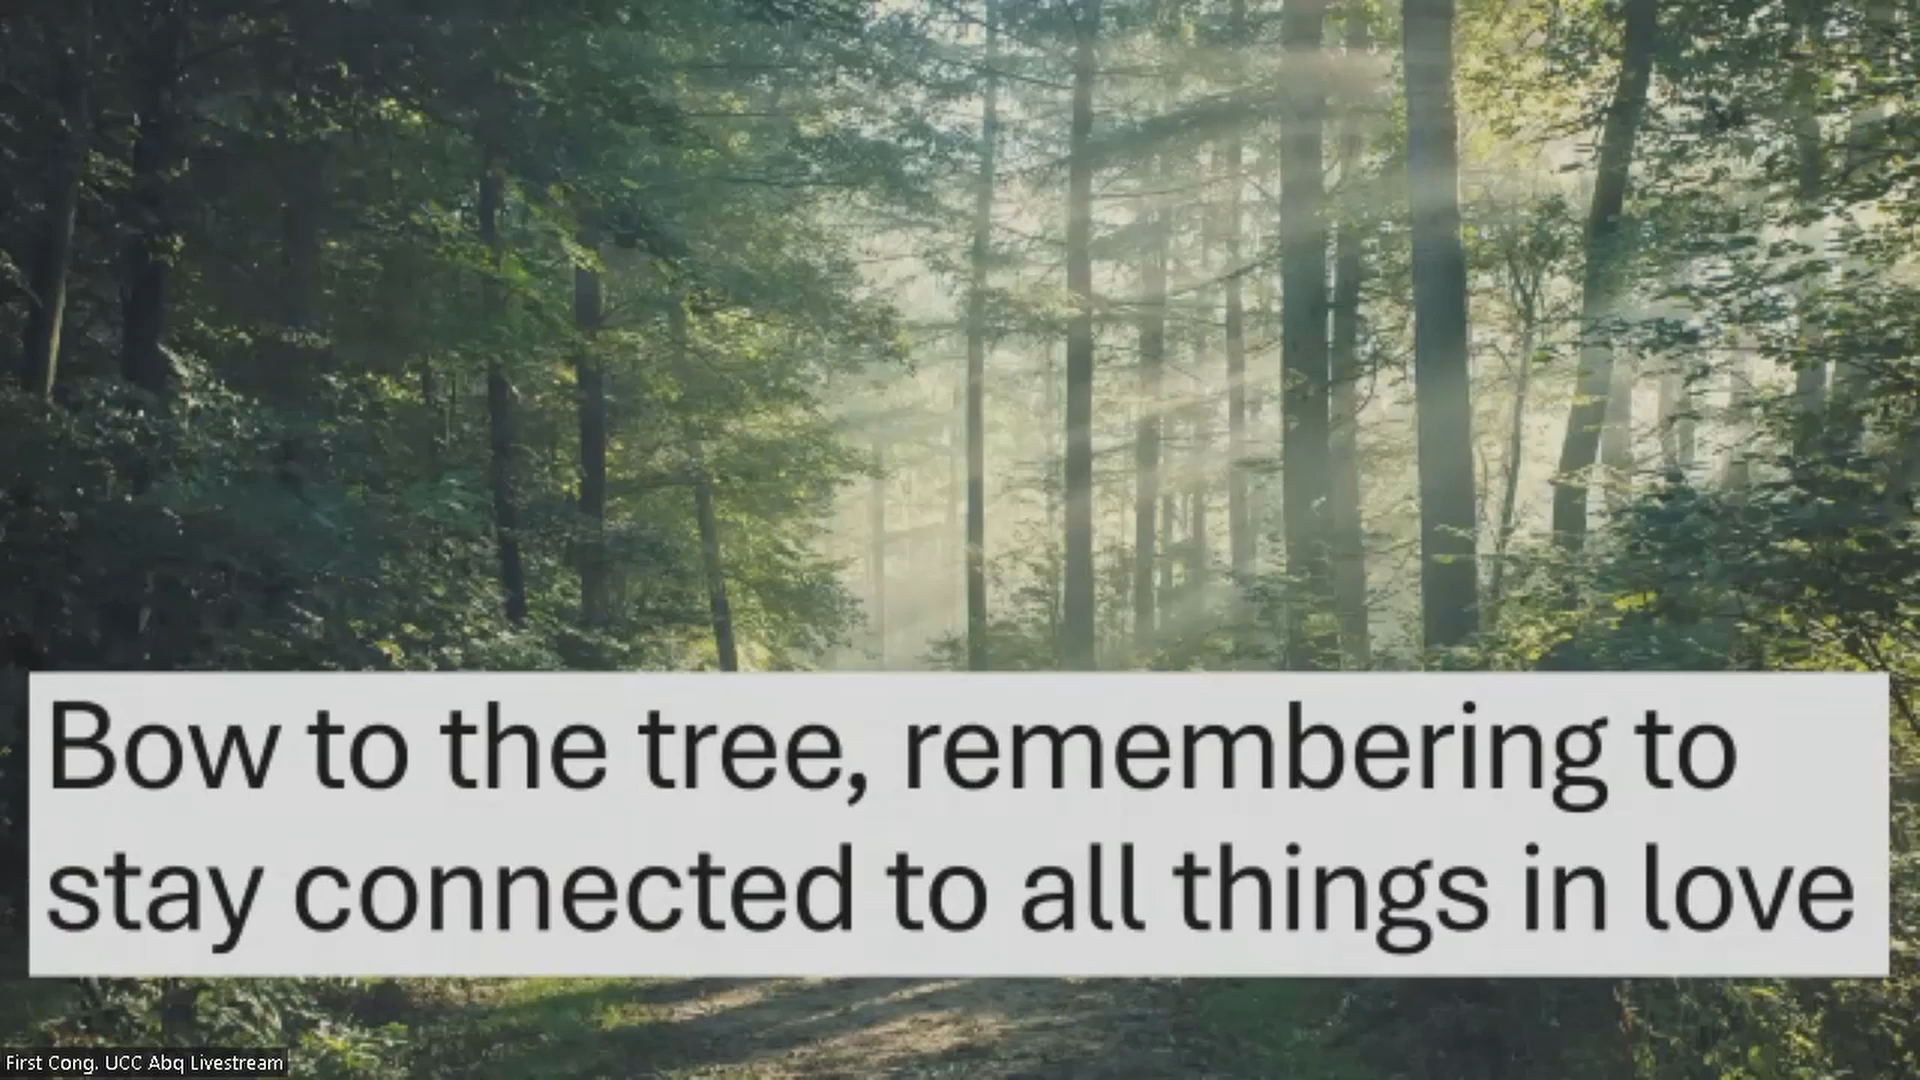 Bow to the tree, remembering to
stay connected to all things in love
First Cong. UCC Abq Livestream